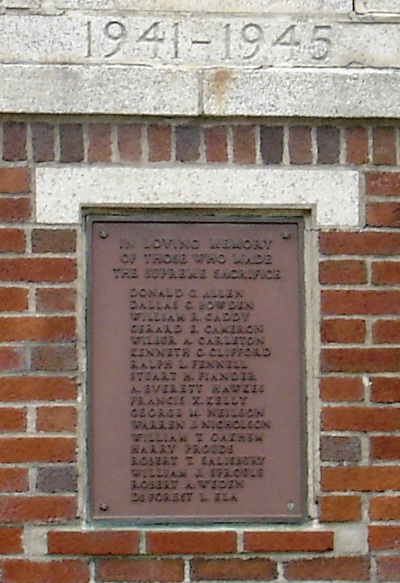 1941-1945
IN LOVING MEMORY
OF THOSE WHO MADE
THE SUPREME SACRIFICE
DONALD C. ALLEN
DALLAS C. BOWDEN
WILLIAM R. CADDY
GERARD E. CAMERON
WILBUR A. CARLETON
KENNETH C. CLIFFORD
RALPH L. FENNELL
STUART H. FIANDER
A. EVERETT HAWKES
FRANCIS X. KELLY
GEORGE M. NEILSON
WARREN J. NICHOLSON
WILLIAM T. OAKHEM
HARRY PROUDE
ROBERT T. SALISBURY
WILLIAM J. SPROULE
ROBERT A. WEDEN
DEFOREST L. ELA